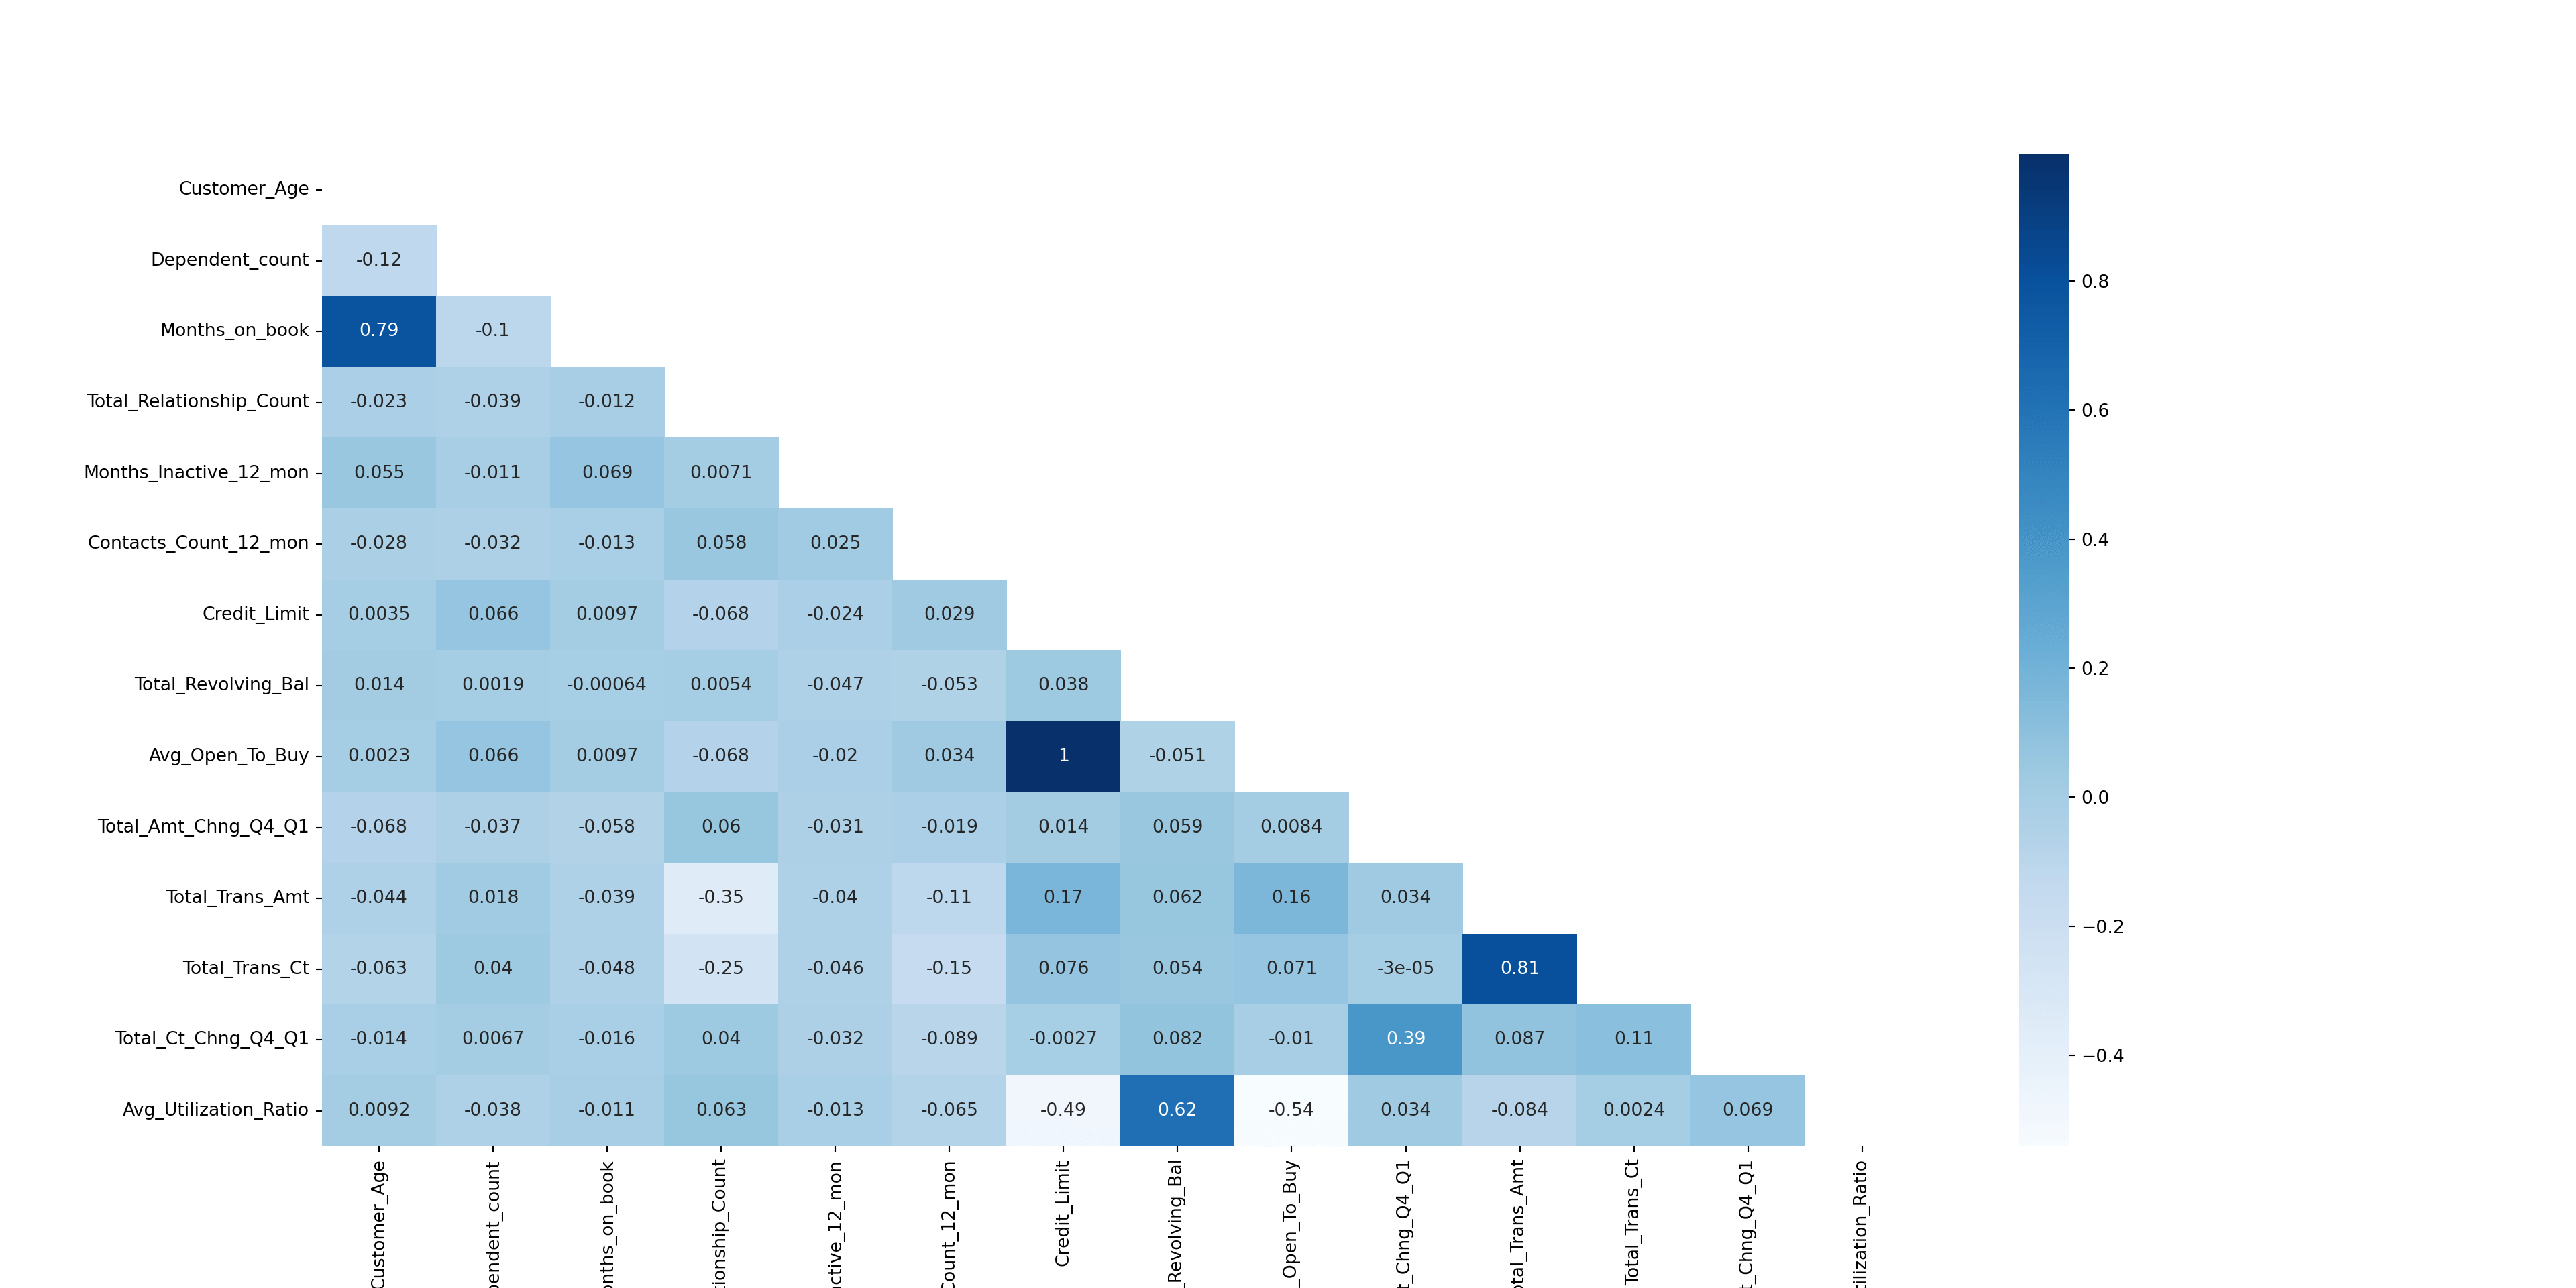 Customer_Age
Dependent_count -0.12
Months_on_book 0.79 -0.1
0.8
Total_Relationship_Count -0.023 -0.039 -0.012
0.6
Months_Inactive_12_mon 0.055 -0.011 0.069 0.0071
Contacts_Count_12_mon -0.028 -0.032 -0.013 0.058 0.025
0.4
Credit_Limit 0.0035 0.066 0.0097 -0.068 -0.024 0.029
0.2
Total_Revolving_Bal 0.014 0.0019 -0.00064 0.0054 -0.047 -0.053 0.038
Avg_Open_To_Buy 0.0023 0.066 0.0097 -0.068 -0.02 0.034 1 -0.051
0.0
Total_Amt_Chng_Q4_Q1 -0.068 -0.037 -0.058 0.06 -0.031 -0.019 0.014 0.059 0.0084
Total_Trans_Amt -0.044 0.018 -0.039 -0.35 -0.04 -0.11 0.17 0.062 0.16 0.034
−0.2
Total_Trans_Ct -0.063 0.04 -0.048 -0.25 -0.046 -0.15 0.076 0.054 0.071 -3e-05 0.81
Total_Ct_Chng_Q4_Q1 -0.014 0.0067 -0.016 0.04 -0.032 -0.089 -0.0027 0.082 -0.01 0.39 0.087 0.11
−0.4
Avg_Utilization_Ratio 0.0092 -0.038 -0.011 0.063 -0.013 -0.065 -0.49 0.62 -0.54 0.034 -0.084 0.0024 0.069
Customer_Age
pendent_count
onths_on_book
tionship_Count
active_12_mon
Count_12_mon
Credit_Limit
_Revolving_Bal
_Open_To_Buy
t_Chng_Q4_Q1
otal_Trans_Amt
Total_Trans_Ct
t_Chng_Q4_Q1
tilization_Ratio